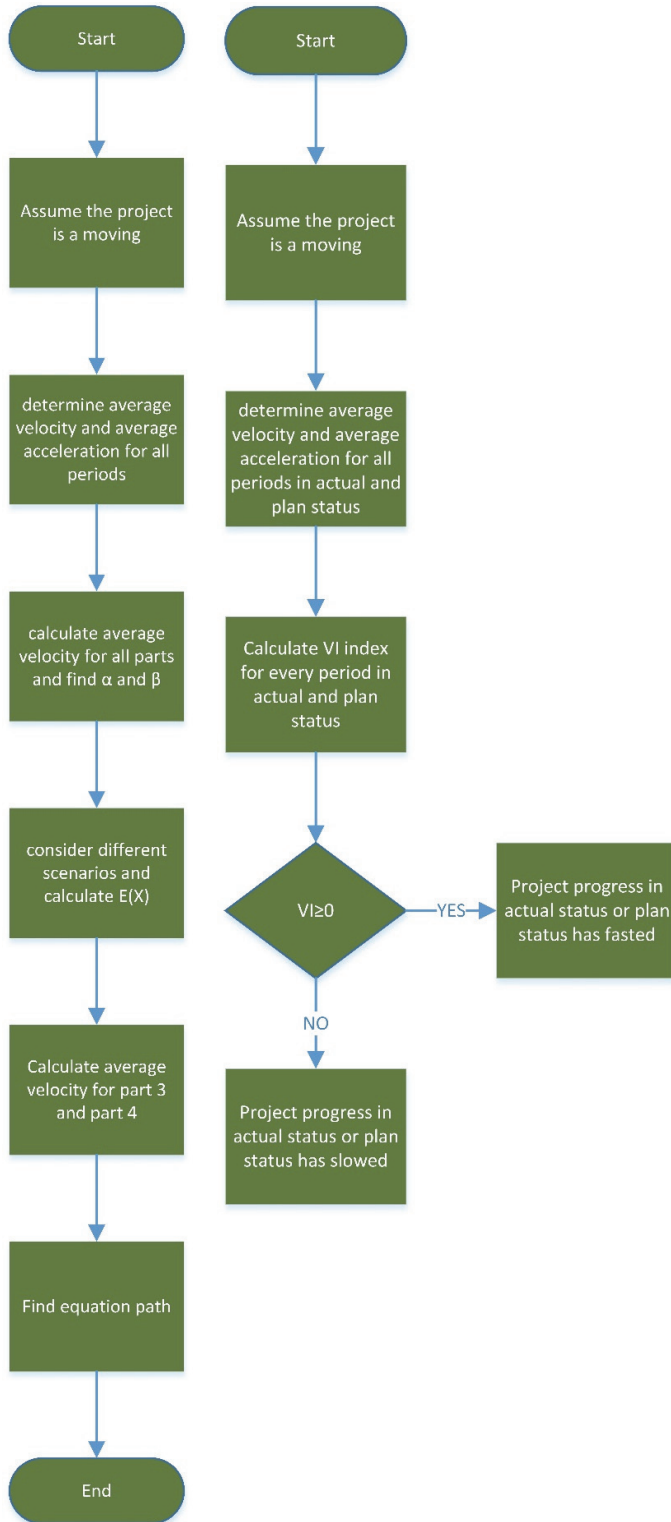 Start
Assume the project
is a moving
determine average
velocity and average
acceleration for all
periods
calculate average
velocity for all parts
and find α and β
consider different
scenarios and
calculate E(X)
Calculate average
velocity for part 3
and part 4
Find equation path
End
Start
Assume the project
is a moving
determine average
velocity and average
acceleration for all
periods in actual and
plan status
Calculate VI index
for every period in
actual and plan
status
VI≥0
YES
Project progress in
actual status or plan
status has fasted
NO
Project progress in
actual status or plan
status has slowed